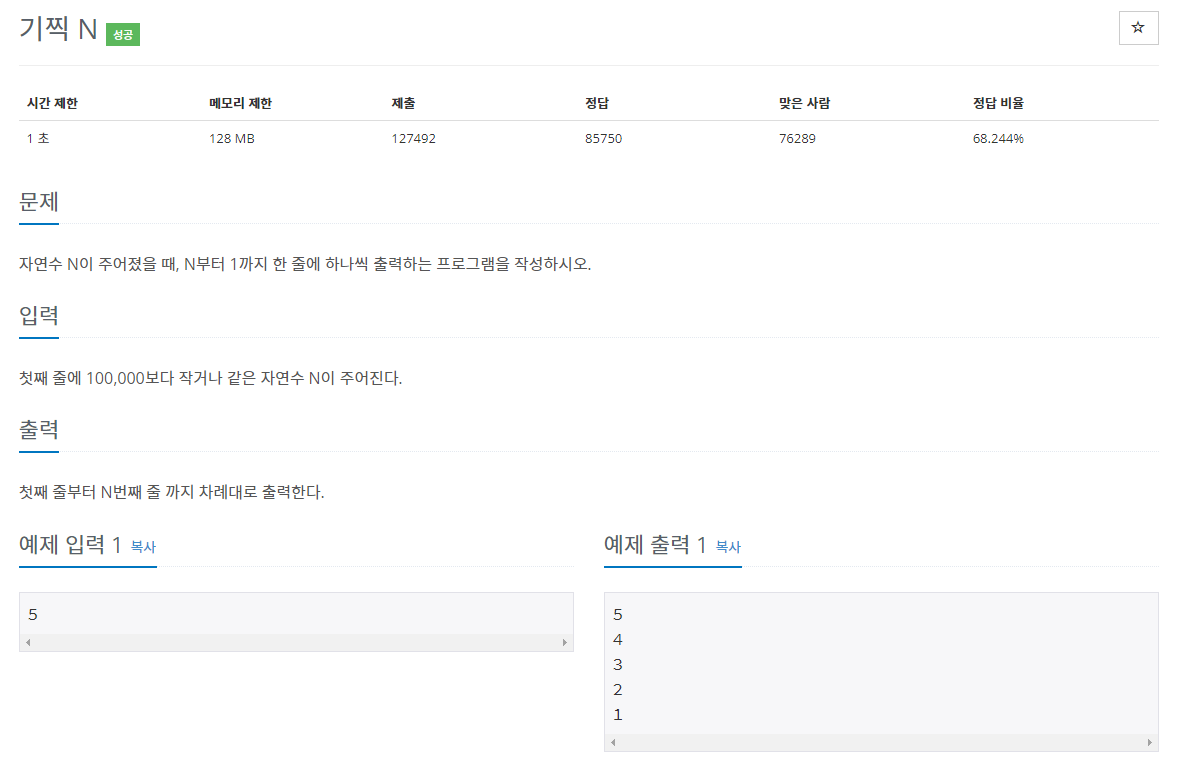 기찍 N 성공 ☆
시간 제한 메모리 제한 제출 정답 맞은 사람 정답 비율
1 초 128 MB 127492 85750 76289 68.244%
문제
자연수 N이 주어졌을 때, N부터 1까지 한 줄에 하나씩 출력하는 프로그램을 작성하시오.
입력
첫째 줄에 100,000보다 작거나 같은 자연수 N이 주어진다.
출력
첫째 줄부터 N번째 줄 까지 차례대로 출력한다.
예제 입력 1 복사
5
예제 출력 1 복사
5
4
3
2
1